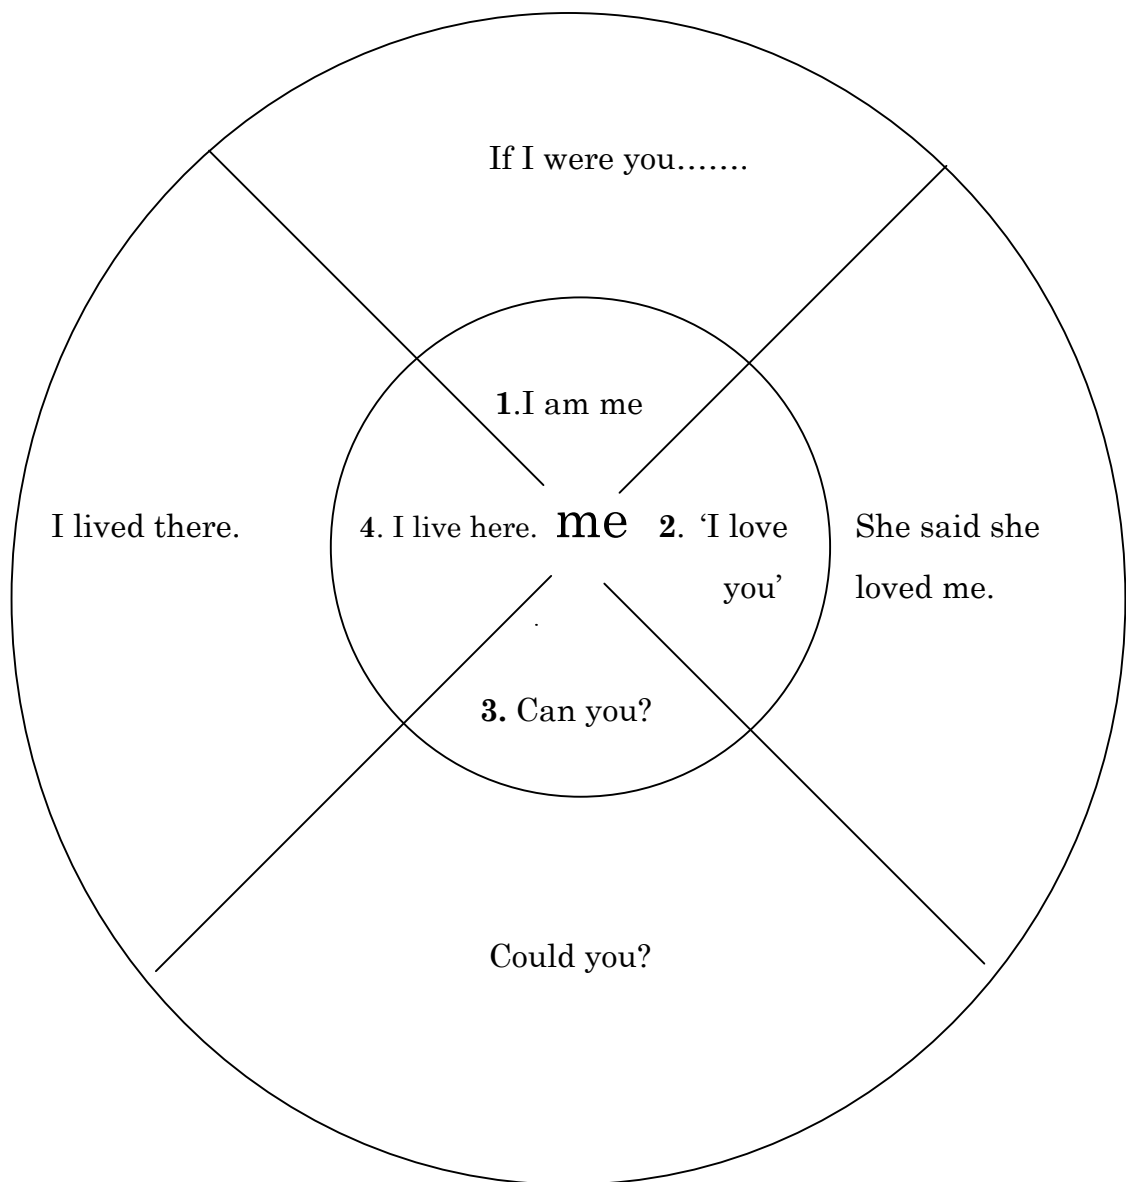 If I were you.......
1.I am me
I lived there.
4. I live here.
me
2. ‘I love
you’
She said she
loved me.
3. Can you?
Could you?